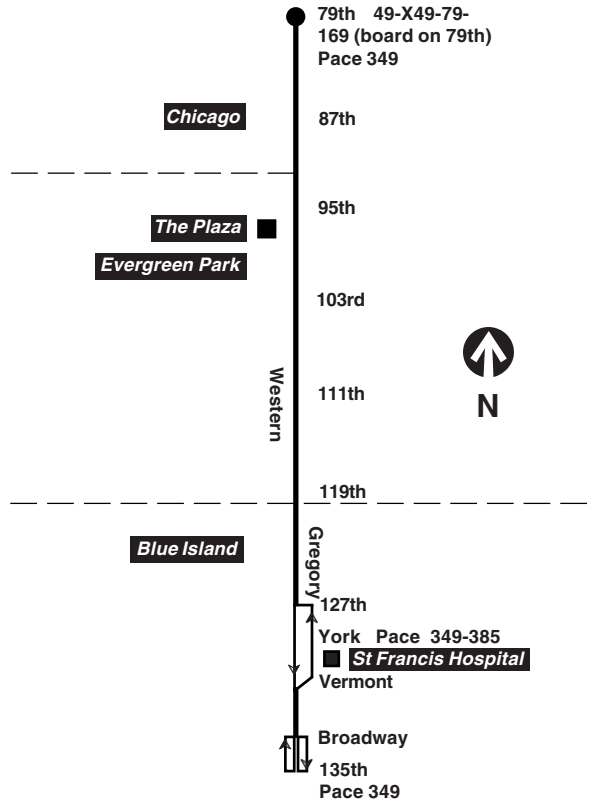 79th 49-X49-79-
169 (board on 79th)
Pace 349
Chicago
87th
95th
The Plaza
Evergreen Park
103rd
Western
111th
N
119th
Blue Island
Gregory
127th
York Pace 349-385
St Francis Hospital
Vermont
Broadway
135th
Pace 349